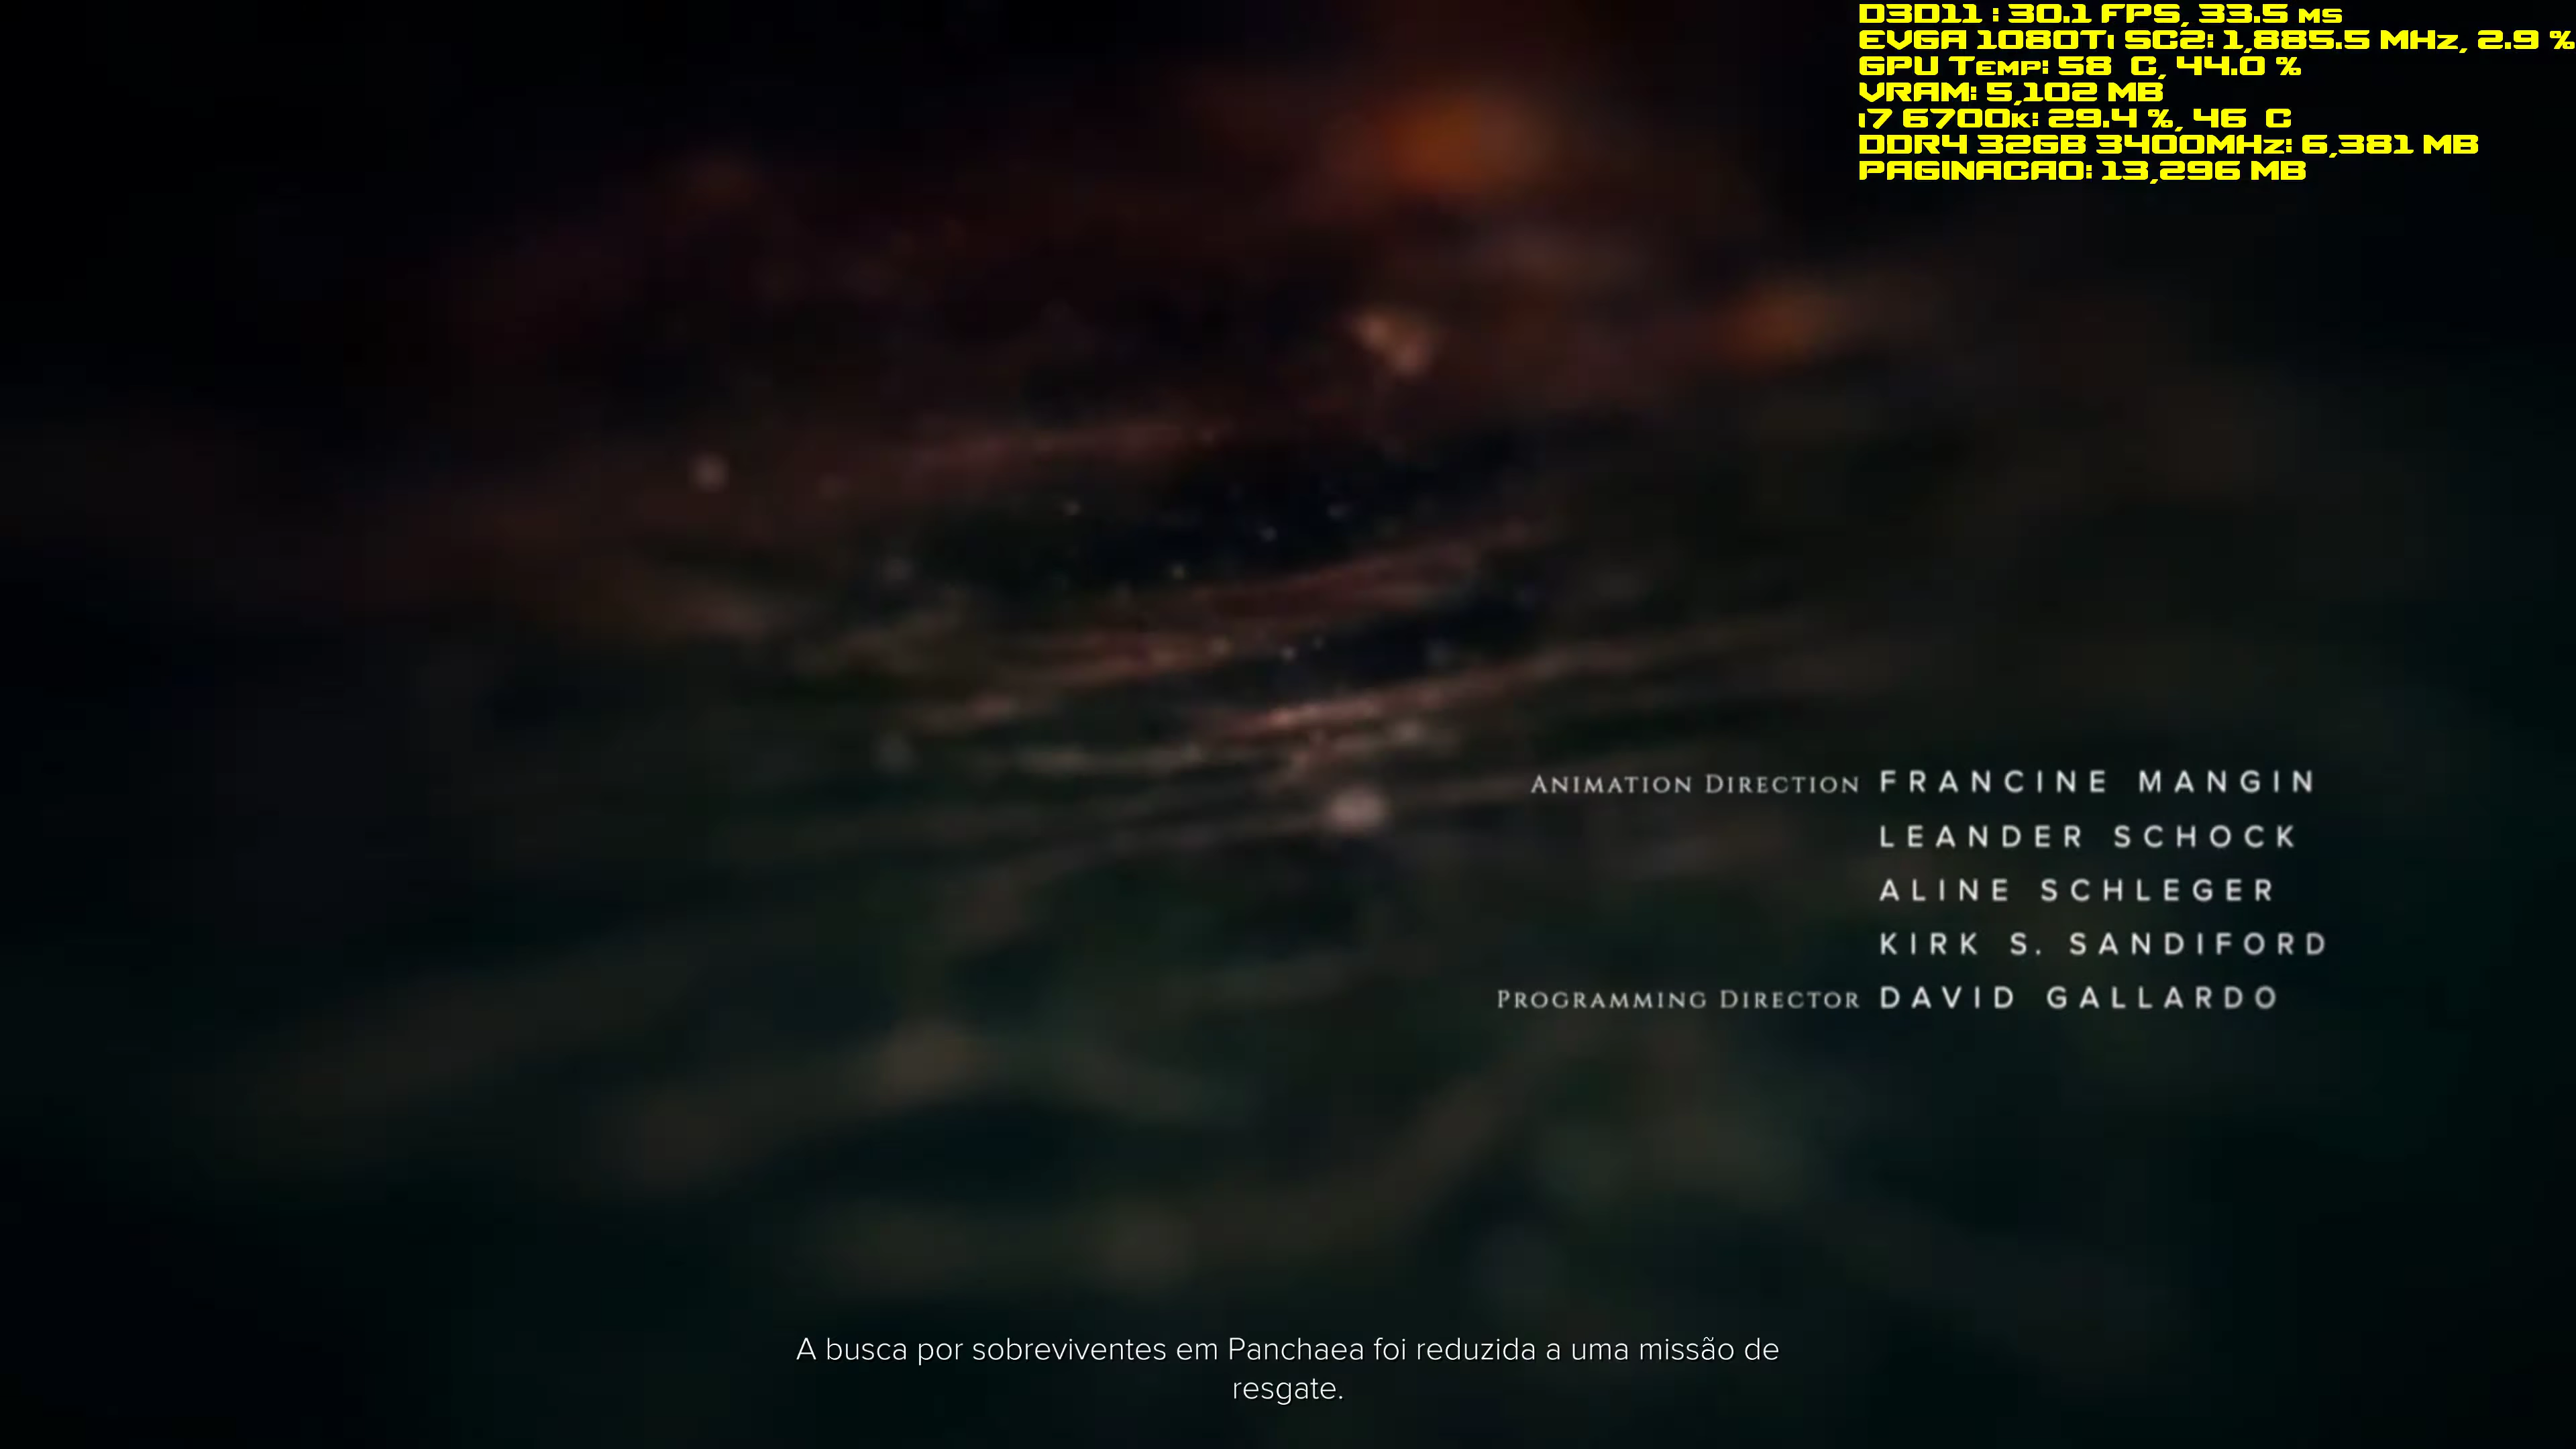 D3D11 : 30.1 FPS, 33.5 MS
EVGA 1080Ti SC2: 1,885.5 MHz, 2.9 %
GPU Temp: 58 C, 44.0 %
VRAM: 5,102 MB
i7 6700k: 29.4 %, 46 C
DDR4 32GB 3400MHz: 6,381 MB
PAGINACAO: 13,296 MB
Animation Direction FRANCINE MANGIN
LEANDER SCHOCK
ALINE SCHLEGER
KIRK S. SANDIFORD
Programming Director DAVID GALLARDO
A busca por sobreviventes em Panchaea foi reduzida a uma missão de
resgate.